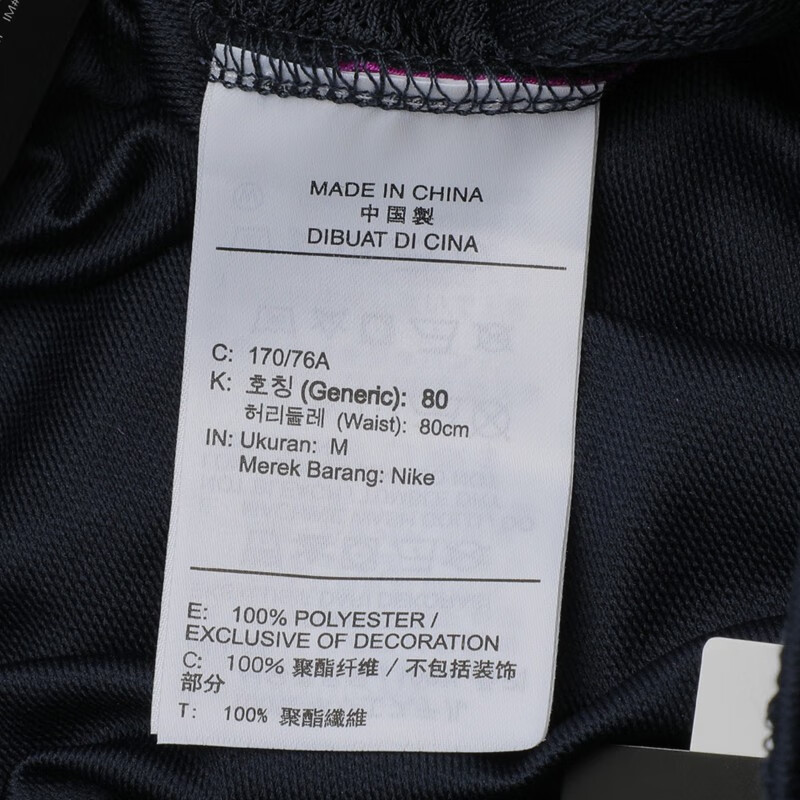 MADE IN CHINA
中国製
DIBUAT DI CINA
C: 170/76A
K: 호칭 (Generic): 80
허리둘레 (Waist): 80cm
IN: Ukuran: M
Merek Barang: Nike
E: 100% POLYESTER /
EXCLUSIVE OF DECORATION
C: 100% 聚酯纤维 / 不包括装饰
部分
T: 100% 聚酯纖維